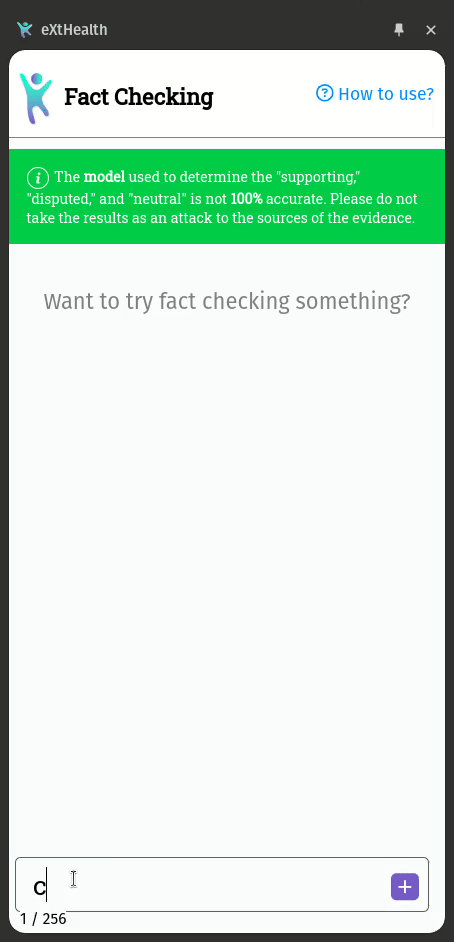 eXtHealth
Fact Checking
How to use?
The model used to determine the "supporting,"
"disputed," and "neutral" is not 100% accurate. Please do not
take the results as an attack to the sources of the evidence.
Want to try fact checking something?
C
1 / 256